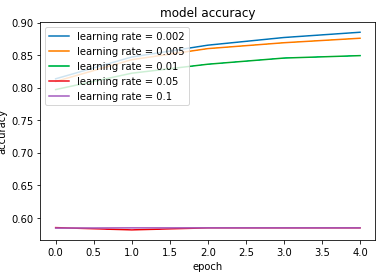 model accuracy
0.90
0.85
0.80
0.75
0.70
0.65
0.60
accuracy
learning rate = 0.002
learning rate = 0.005
learning rate = 0.01
learning rate = 0.05
learning rate = 0.1
0.0 0.5 1.0 1.5 2.0 2.5 3.0 3.5 4.0
epoch